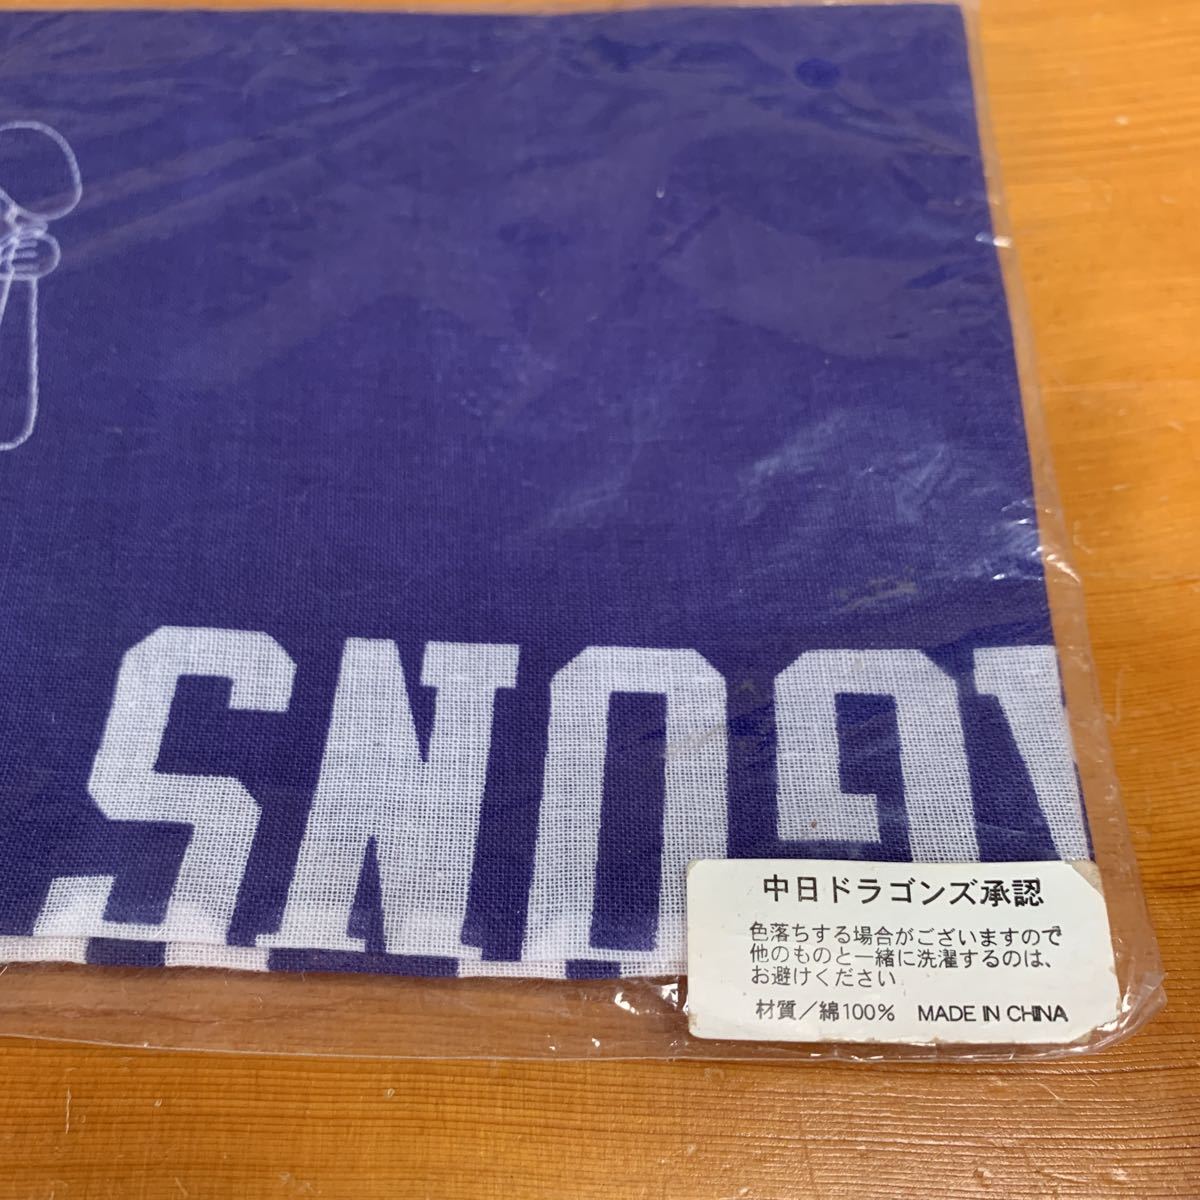 AGONS
中日ドラゴンズ承認
色落ちする場合がございますので
他のものと一緒に洗濯するのは、
お避けください
材質／綿100% MADE IN CHINA